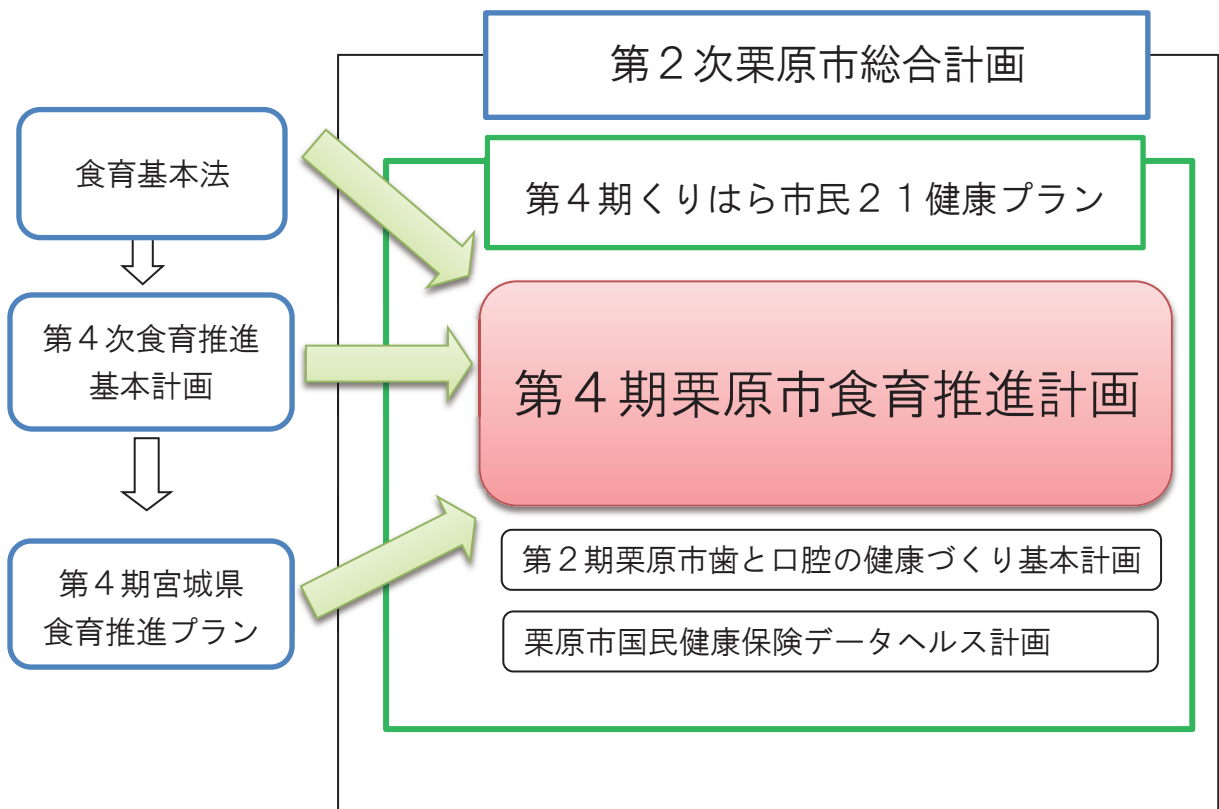 第２次栗原市総合計画
食育基本法
第４期くりはら市民２１健康プラン
第４次食育推進
基本計画
第４期栗原市食育推進計画
第４期宮城県
食育推進プラン
第２期栗原市歯と口腔の健康づくり基本計画
栗原市国民健康保険データヘルス計画